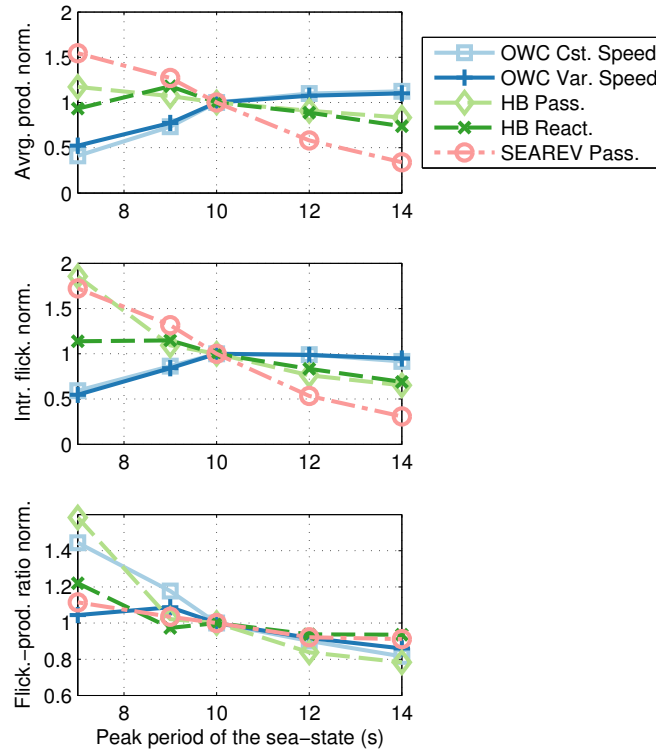 2
1.5
1
0.5
0
8 10 12 14
Avrg. prod. norm.
OWC Cst. Speed
OWC Var. Speed
HB Pass.
HB React.
SEAREV Pass.
2
1.5
1
0.5
0
8 10 12 14
Intr. flick. norm.
1.4
1.2
1
0.8
0.6
8 10 12 14
Flick.−prod. ratio norm.
Peak period of the sea−state (s)